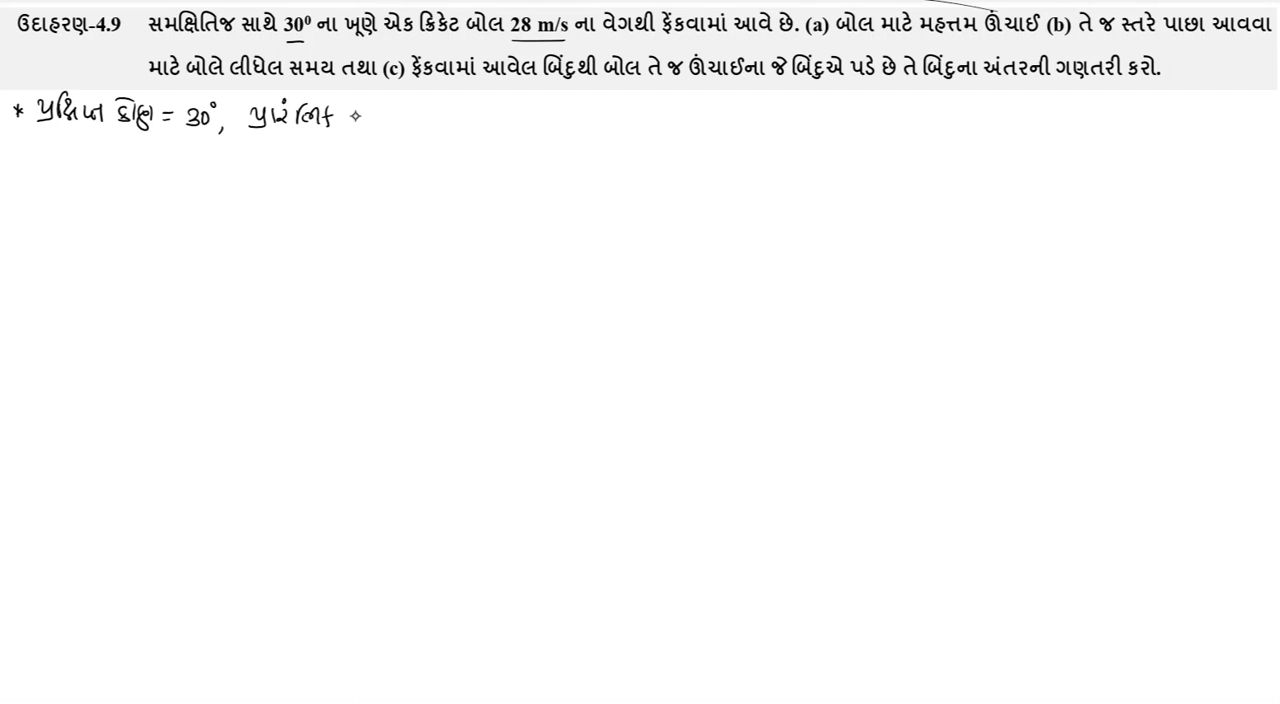 ઉદાહરણ-4.9 સમક્ષિતિજ સાથે 30⁰ ના ખૂણે એક ક્રિકેટ બોલ 28 m/s ના વેગથી ફેંકવામાં આવે છે. (a) બોલ માટે મહત્તમ ઊંચાઈ (b) તે જ સ્તરે પાછા આવવા
માટે બોલે લીધેલ સમય તથા (c) ફેંકવામાં આવેલ બિંદુથી બોલ તે જ ઊંચાઈના જે બિંદુએ પડે છે તે બિંદુના અંતરની ગણતરી કરો.
* પ્રક્ષિપ્ત કોણ = 30°, પ્રારંભિક